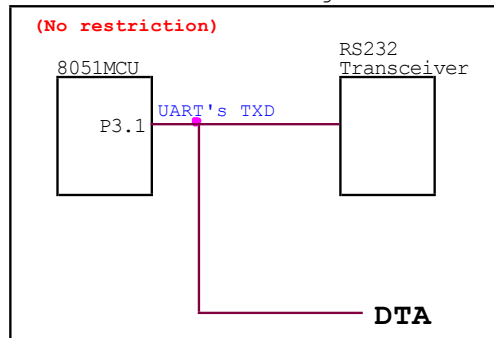 (No restriction)
RS232
8051MCU Transceiver
UART's TXD
P3.1
DTA